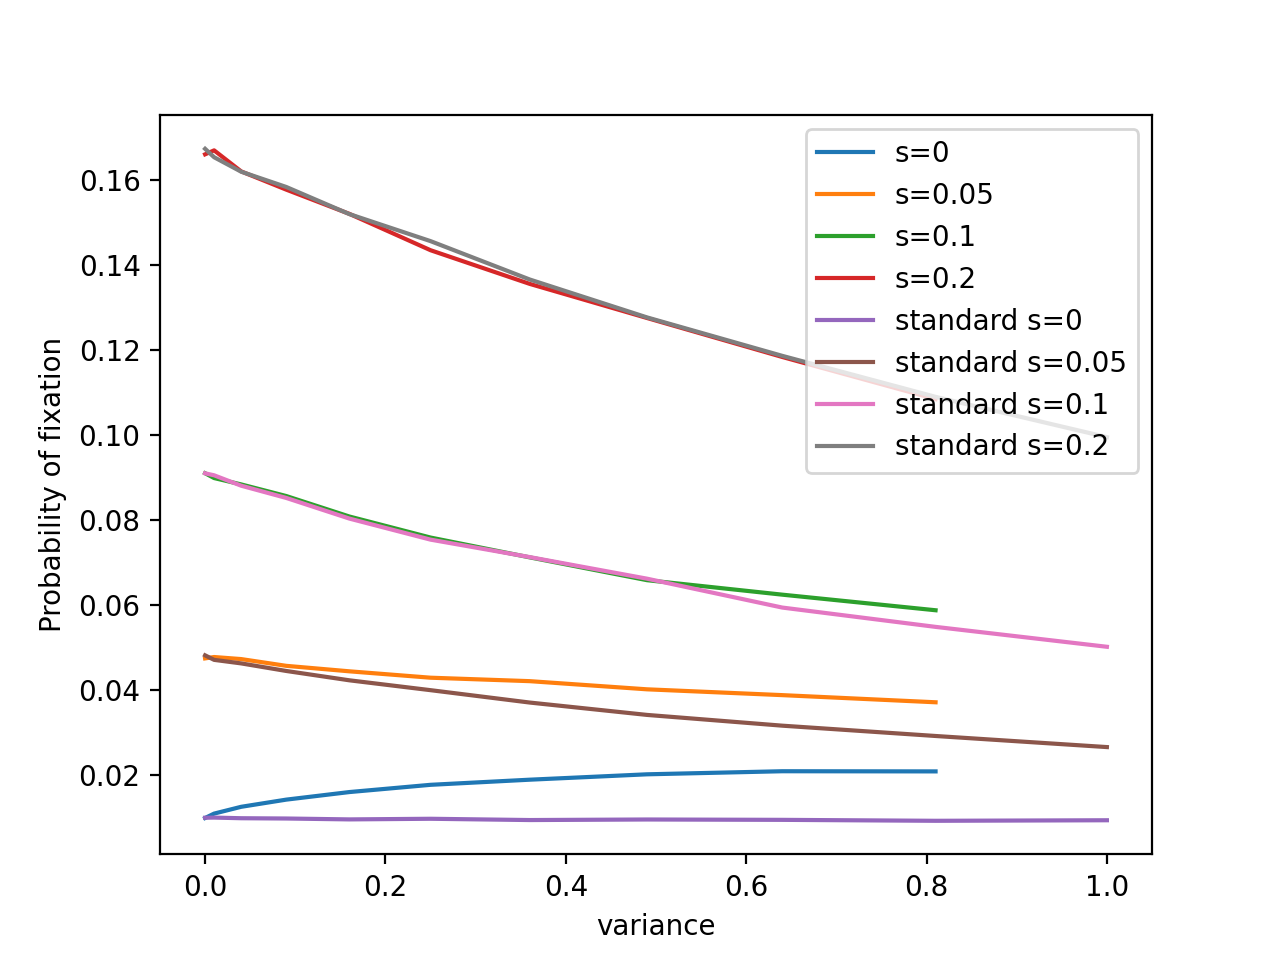 0.16
0.14
0.12
0.10
0.08
0.06
0.04
0.02
Probability of fixation
s=0
s=0.05
s=0.1
s=0.2
standard s=0
standard s=0.05
standard s=0.1
standard s=0.2
0.0 0.2 0.4 0.6 0.8 1.0
variance